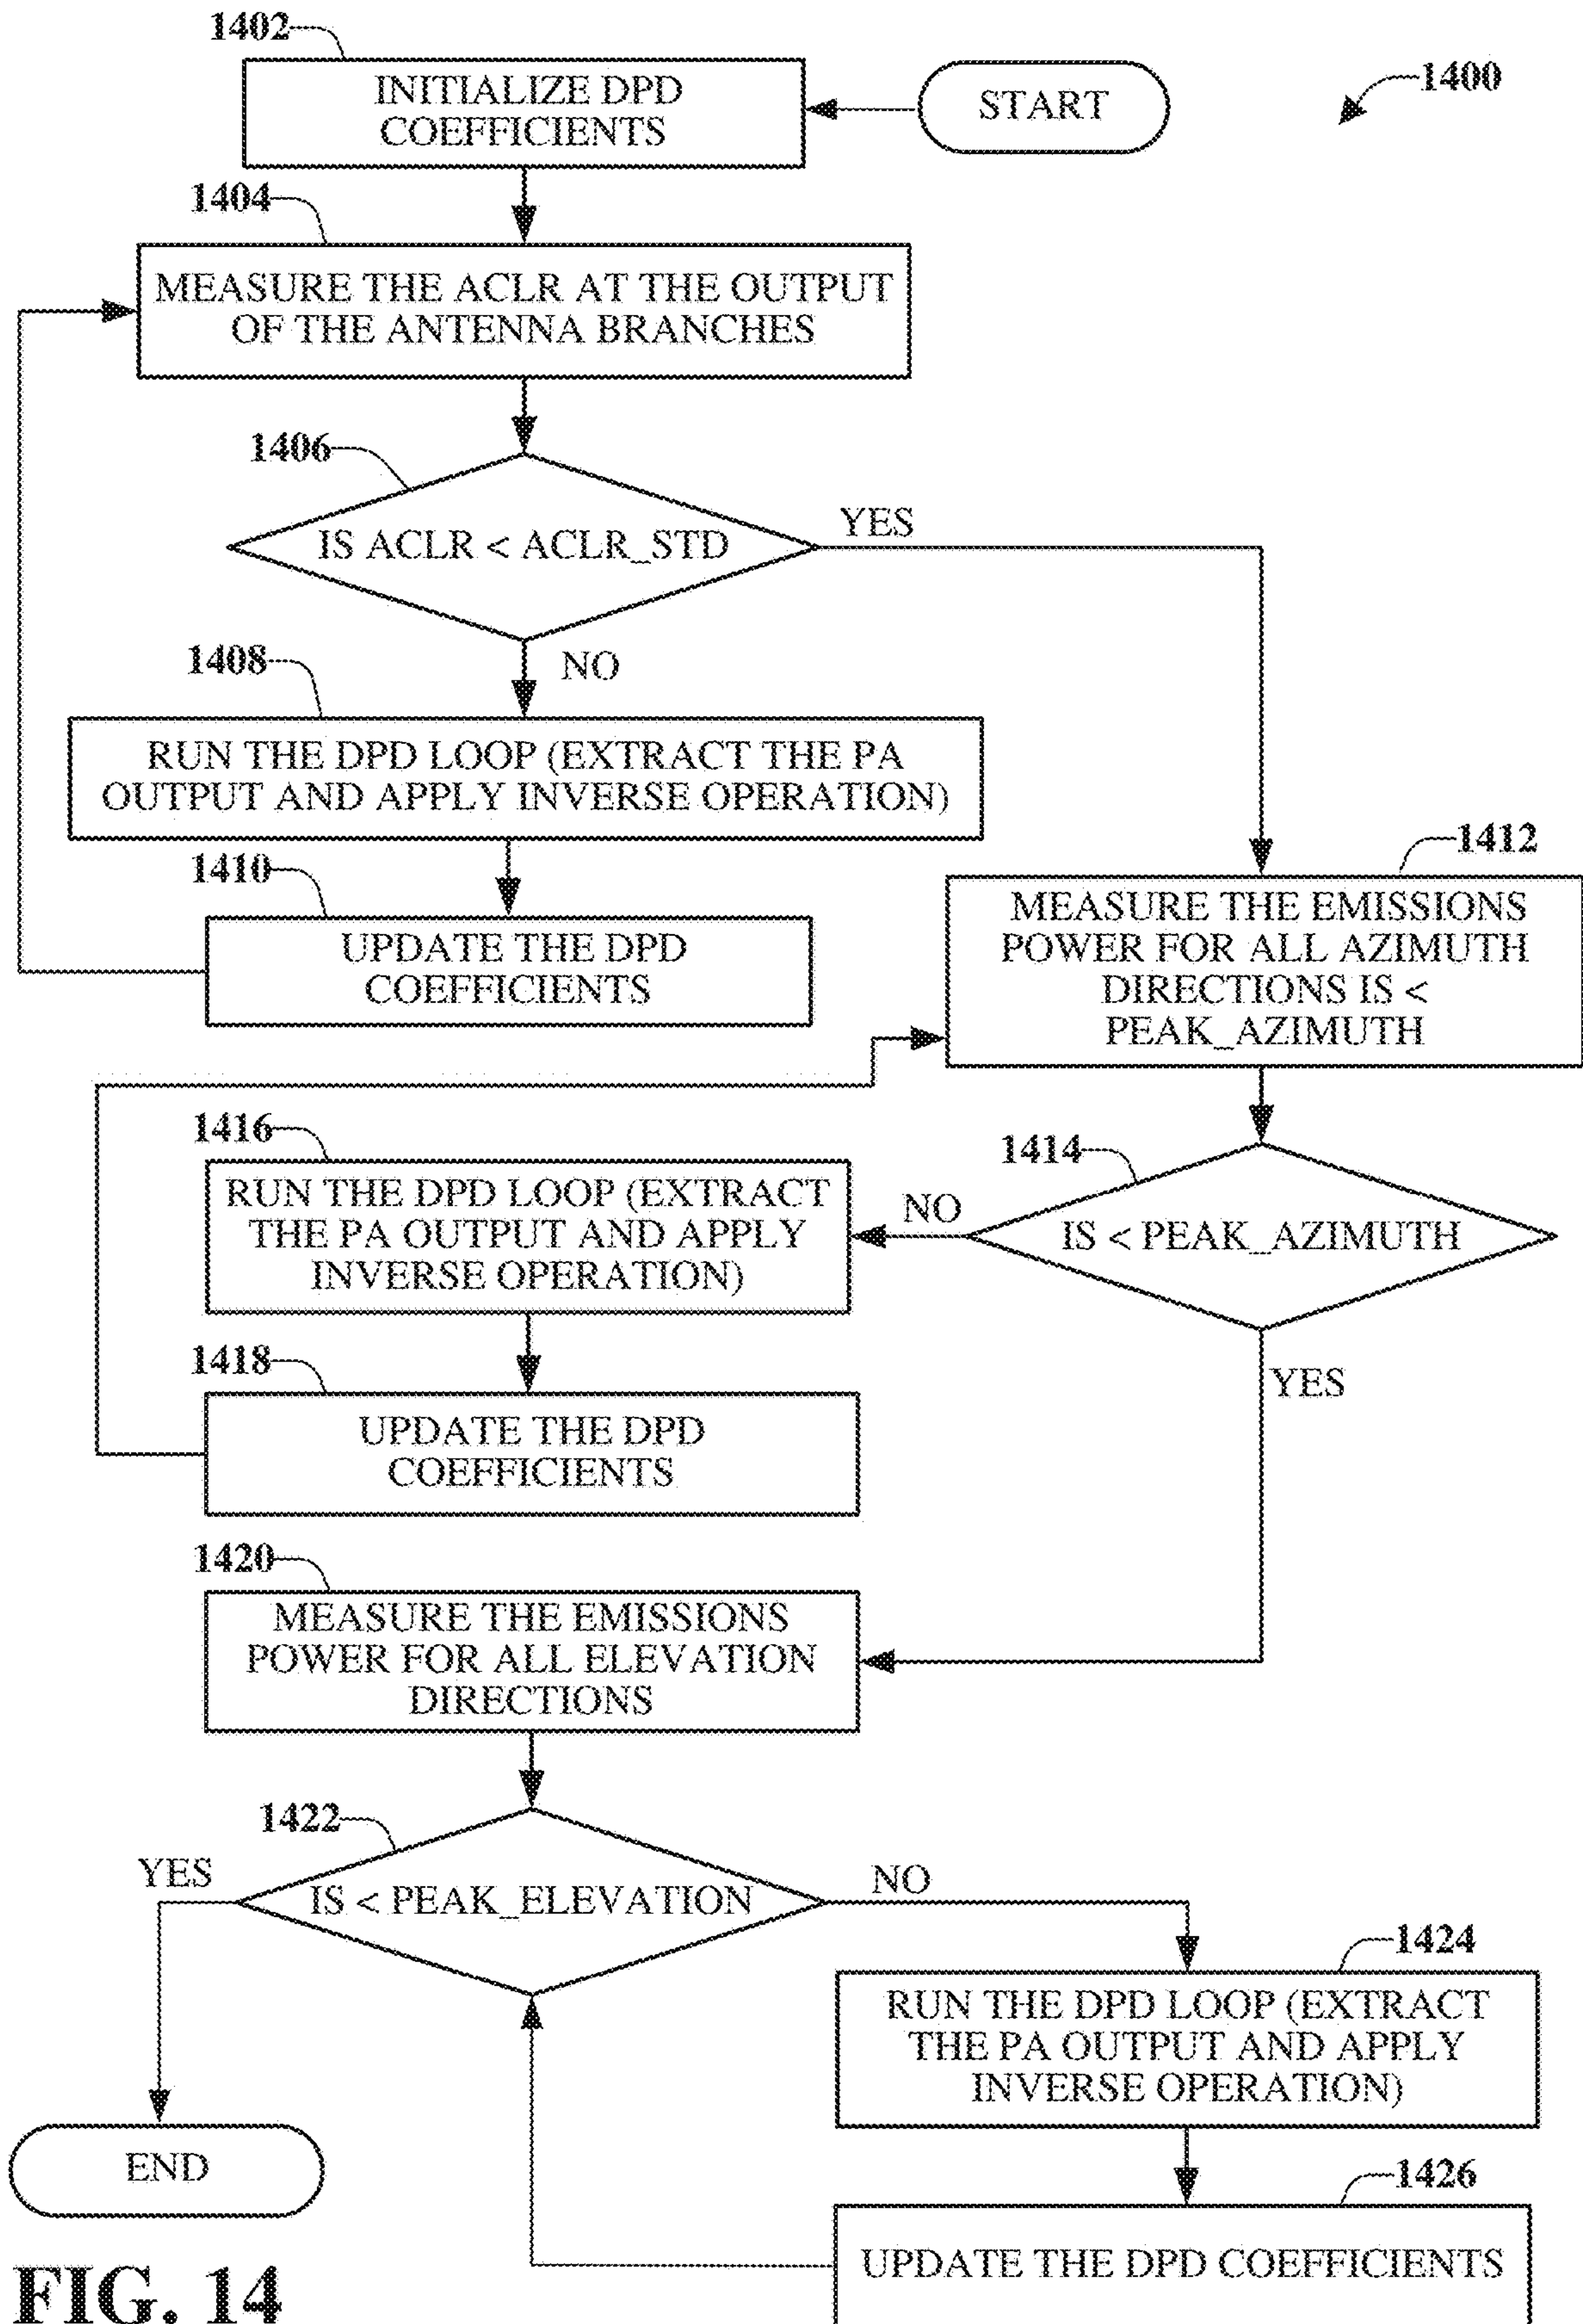 1402
INITIALIZE DPD
COEFFICIENTS
START
1400
1404
MEASURE THE ACLR AT THE OUTPUT
OF THE ANTENNA BRANCHES
1406
IS ACLR < ACLR_STD
YES
NO
1408
RUN THE DPD LOOP (EXTRACT THE PA
OUTPUT AND APPLY INVERSE OPERATION)
1410
UPDATE THE DPD
COEFFICIENTS
1412
MEASURE THE EMISSIONS
POWER FOR ALL AZIMUTH
DIRECTIONS IS <
PEAK_AZIMUTH
1414
IS < PEAK_AZIMUTH
NO
YES
1416
RUN THE DPD LOOP (EXTRACT
THE PA OUTPUT AND APPLY
INVERSE OPERATION)
1418
UPDATE THE DPD
COEFFICIENTS
1420
MEASURE THE EMISSIONS
POWER FOR ALL ELEVATION
DIRECTIONS
1422
IS < PEAK_ELEVATION
YES
NO
1424
RUN THE DPD LOOP (EXTRACT
THE PA OUTPUT AND APPLY
INVERSE OPERATION)
END
1426
UPDATE THE DPD COEFFICIENTS
FIG. 14